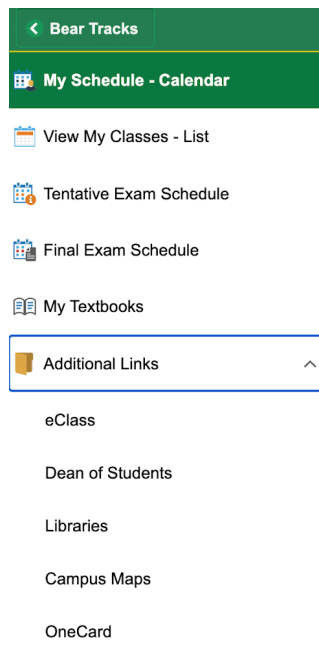 Bear Tracks
My Schedule - Calendar
View My Classes - List
Tentative Exam Schedule
Final Exam Schedule
My Textbooks
Additional Links
eClass
Dean of Students
Libraries
Campus Maps
OneCard